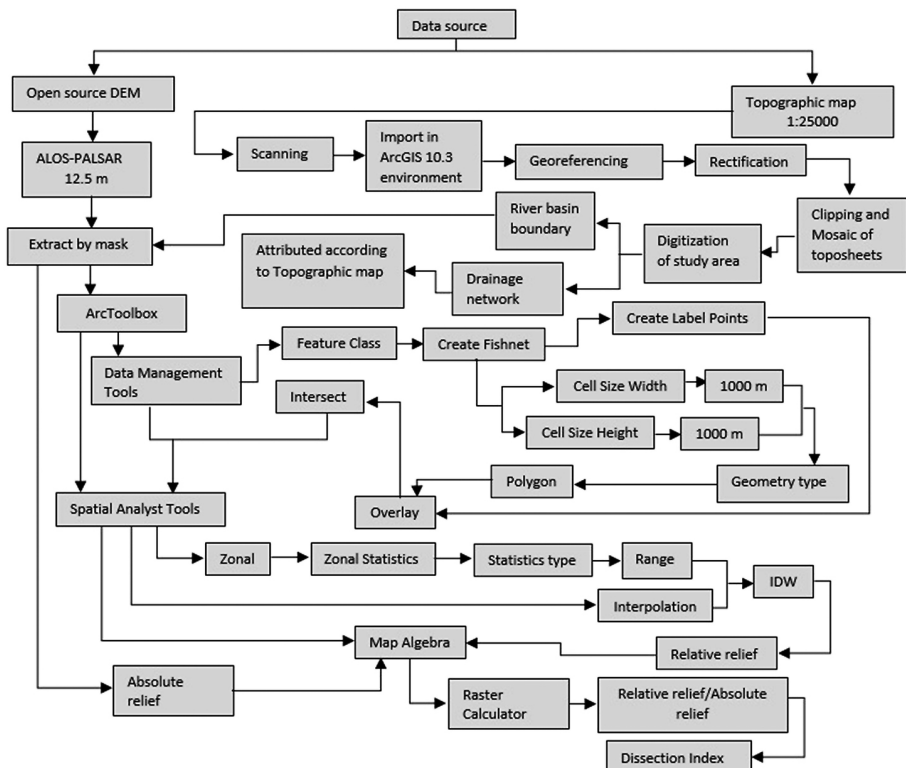 Data source
Open source DEM
Topographic map
1:25000
ALOS-PALSAR
12.5 m
Scanning
Import in
ArcGIS 10.3
environment
Georeferencing
Rectification
Extract by mask
Attributed according
to Topographic map
River basin
boundary
Drainage
network
Digitization
of study area
Clipping and
Mosaic of
toposheets
ArcToolbox
Feature Class
Create Fishnet
Create Label Points
Data Management
Tools
Intersect
Cell Size Width
1000 m
Cell Size Height
1000 m
Polygon
Geometry type
Spatial Analyst Tools
Overlay
Zonal
Zonal Statistics
Statistics type
Range
IDW
Interpolation
Map Algebra
Relative relief
Absolute
relief
Raster
Calculator
Relative relief/Absolute
relief
Dissection Index